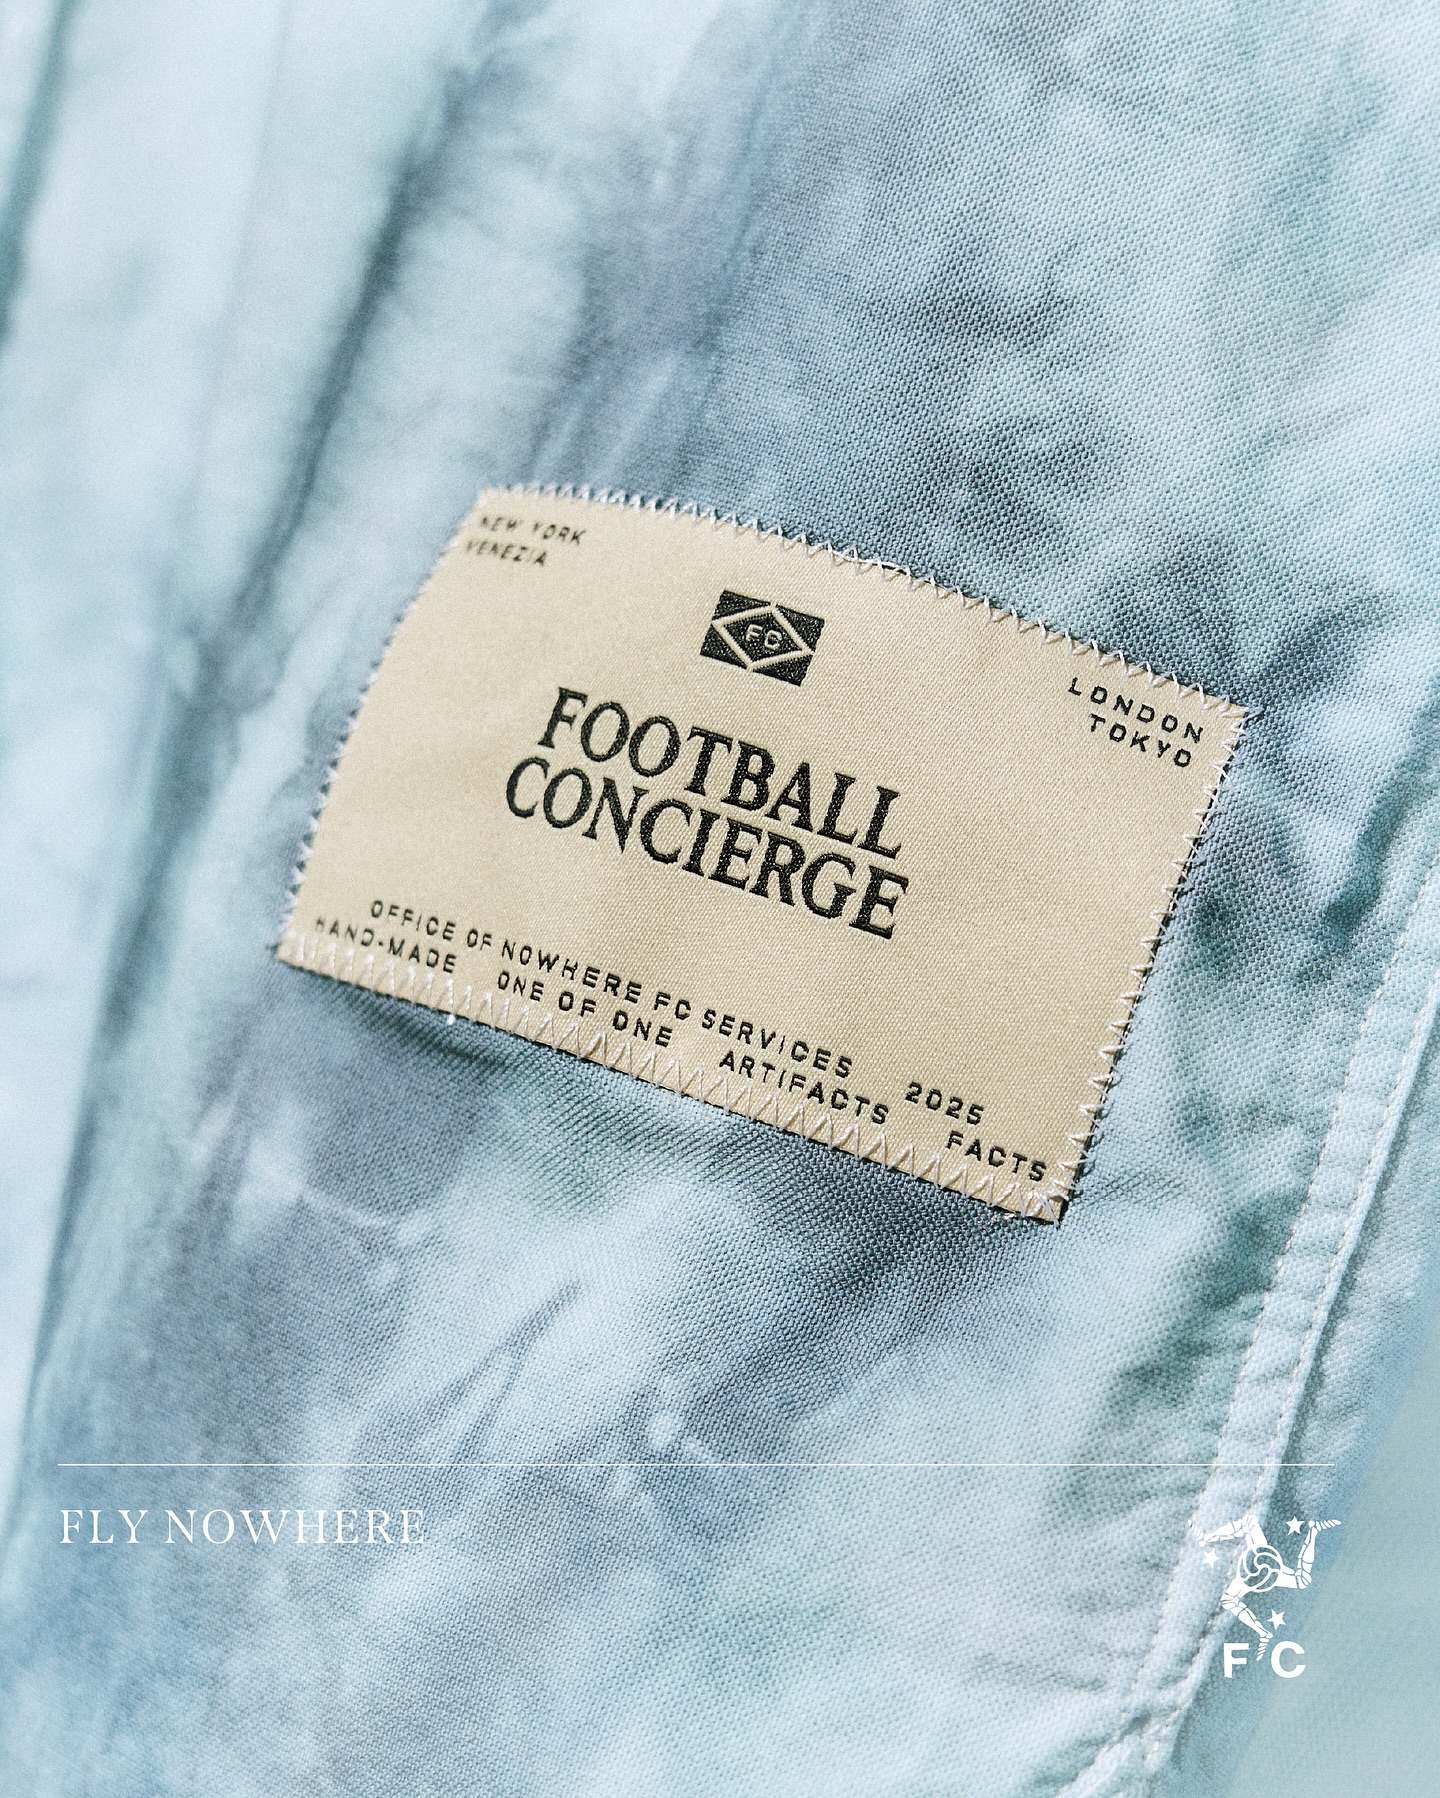 NEW YORK
VENEZIA
LONDON
TOKYO
FC
FOOTBALL
CONCIERGE
OFFICE OF NOWHERE FC SERVICES 2025
HAND-MADE ONE OF ONE ARTIFACTS FACTS
FLY NOWHERE
FC